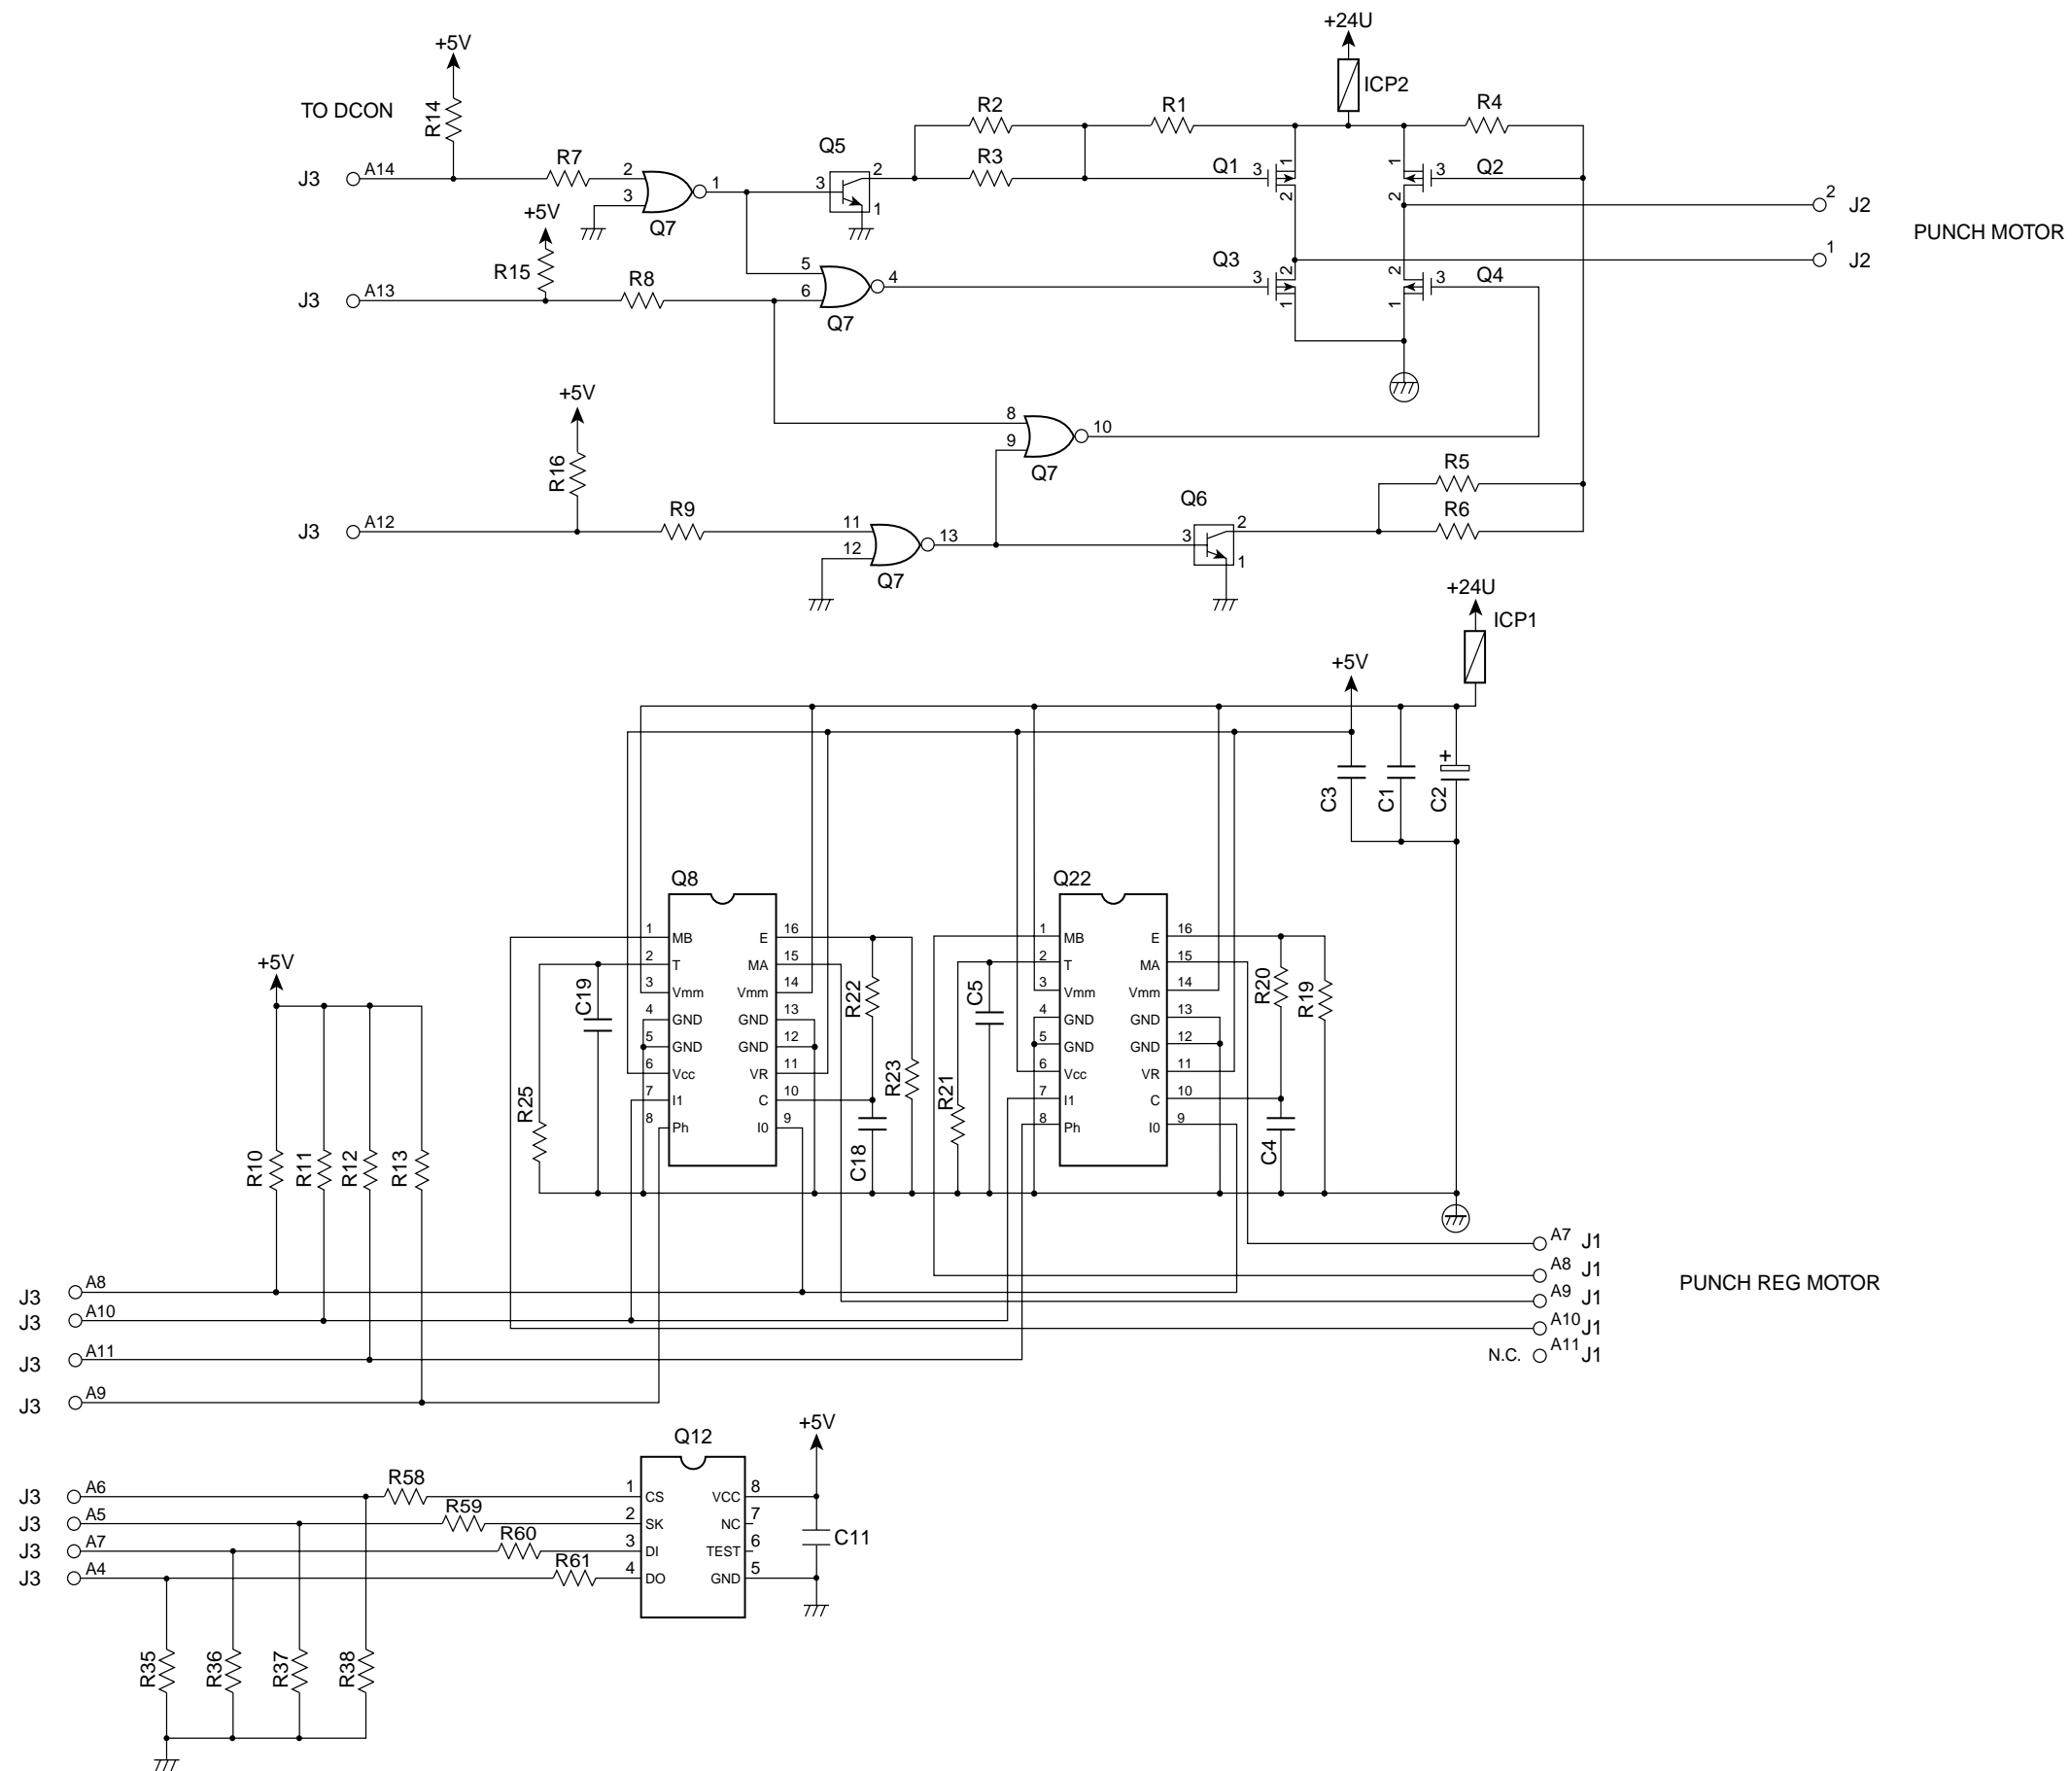 +24U
+5V
ICP2
TO DCON
R14
R2
R1
R4
Q5
J3 A14
R7
2
3
1
Q7
3
2
1
R3
Q1
3
1
2
1
2
3
Q2
2
J2
PUNCH MOTOR
+5V
R15
J3 A13
R8
5
6
4
Q7
Q3
3
2
1
2
1
3
Q4
1
J2
+5V
R16
8
9
10
Q7
R5
R6
J3 A12
R9
11
12
13
Q7
Q6
3
2
1
+24U
ICP1
+5V
C3
C1
+
C2
Q8
1 MB
2 T
3 Vmm
4 GND
5 GND
6 Vcc
7 I1
8 Ph
E 16
MA 15
Vmm 14
GND 13
GND 12
VR 11
C 10
I0 9
C19
R25
R22
R23
C18
Q22
1 MB
2 T
3 Vmm
4 GND
5 GND
6 Vcc
7 I1
8 Ph
E 16
MA 15
Vmm 14
GND 13
GND 12
VR 11
C 10
I0 9
C5
R21
R20
R19
C4
+5V
R10
R11
R12
R13
J3 A8
J3 A10
J3 A11
J3 A9
A7 J1
A8 J1
A9 J1
A10 J1
N.C. A11 J1
PUNCH REG MOTOR
Q12
+5V
J3 A6
R58
1 CS
VCC 8
J3 A5
R59
2 SK
NC 7
J3 A7
R60
3 DI
TEST 6
J3 A4
R61
4 DO
GND 5
C11
R35
R36
R37
R38